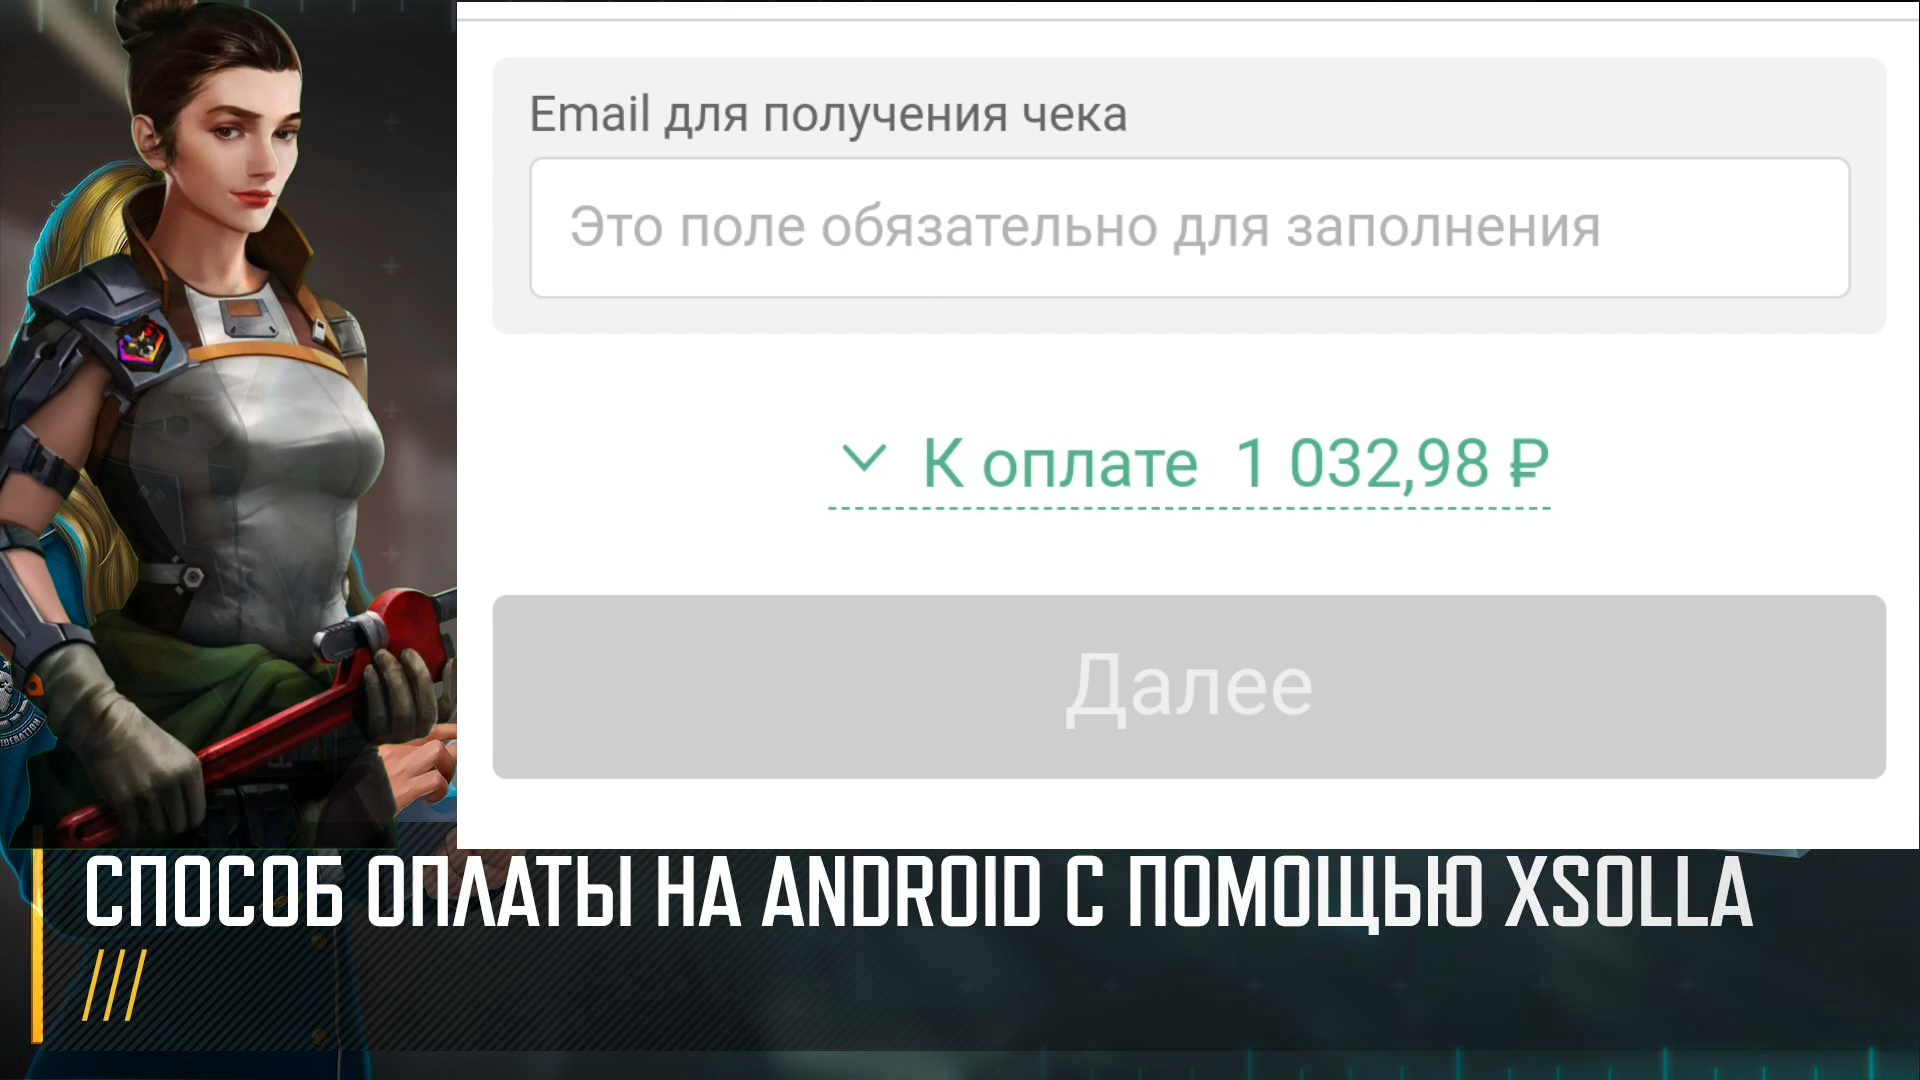 Email для получения чека
Это поле обязательно для заполнения
К оплате 1 032,98 ₽
Далее
СПОСОБ ОПЛАТЫ НА ANDROID С ПОМОЩЬЮ XSOLLA
///